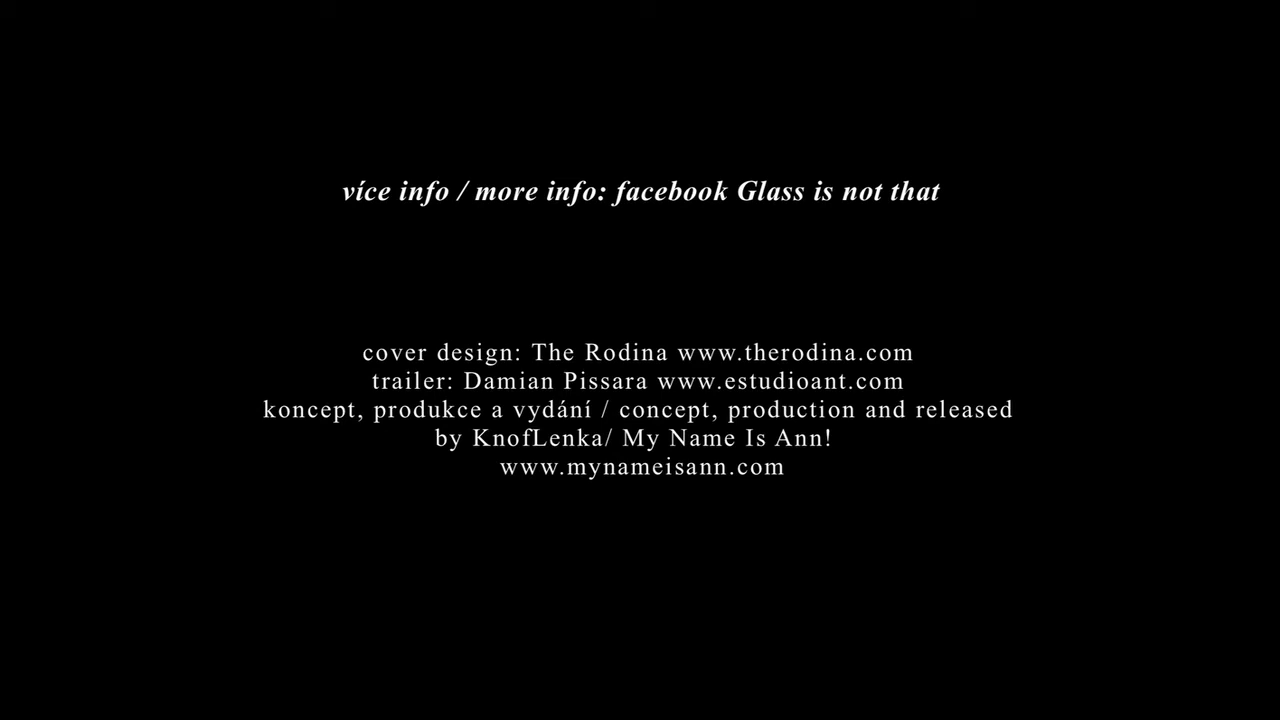 více info / more info: facebook Glass is not that
cover design: The Rodina www.therodina.com
trailer: Damian Pissara www.estudioant.com
koncept, produkce a vydání / concept, production and released
by KnofLenka/ My Name Is Ann!
www.mynameisann.com